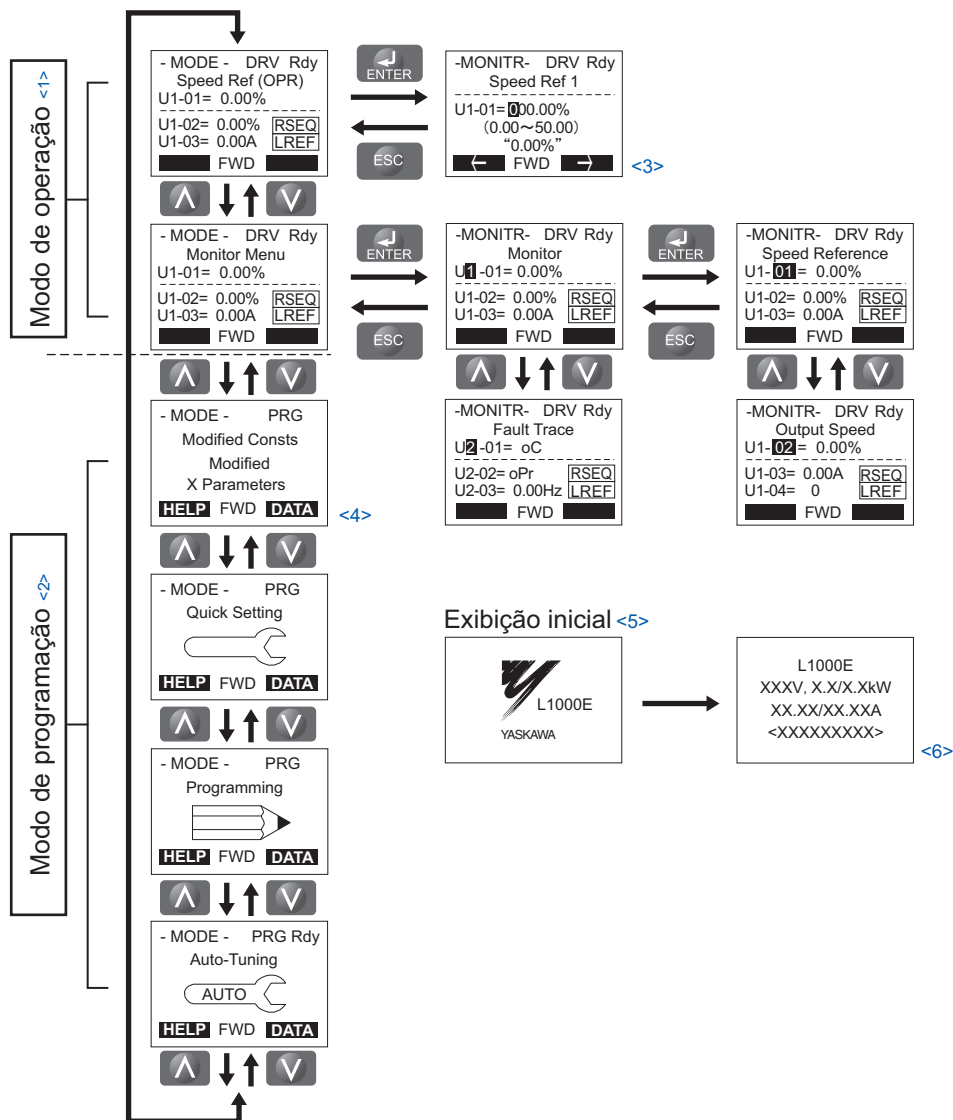 Modo de operação <1>
- MODE -   DRV Rdy
Speed Ref (OPR)
U1-01=  0.00%
U1-02=  0.00% RSEQ
U1-03=  0.00A LREF
FWD
ENTER
ESC
-MONITR-  DRV Rdy
Speed Ref 1
U1-01= 000.00%
(0.00～50.00)
“0.00%”
← FWD →
<3>
- MODE -   DRV  Rdy
Monitor Menu
U1-01=  0.00%
U1-02=  0.00% RSEQ
U1-03=  0.00A LREF
FWD
ENTER
ESC
-MONITR-  DRV Rdy
Monitor
U1 -01= 0.00%
U1-02=  0.00% RSEQ
U1-03=  0.00A LREF
FWD
ENTER
ESC
-MONITR-  DRV Rdy
Speed Reference
U1- 01 =  0.00%
U1-02=  0.00% RSEQ
U1-03=  0.00A LREF
FWD
-MONITR-  DRV Rdy
Fault Trace
U2 -01=  oC
U2-02= oPr RSEQ
U2-03=  0.00Hz LREF
FWD
-MONITR-  DRV Rdy
Output Speed
U1- 02 =  0.00%
U1-03=  0.00A RSEQ
U1-04=   0 LREF
FWD
Modo de programação <2>
- MODE -   PRG
Modified Consts
Modified
X Parameters
HELP FWD DATA
<4>
- MODE -   PRG
Quick Setting
HELP FWD DATA
- MODE -   PRG
Programming
HELP FWD DATA
- MODE -   PRG Rdy
Auto-Tuning
AUTO
HELP FWD DATA
Exibição inicial <5>
L1000E
YASKAWA
L1000E
XXXV, X.X/X.XkW
XX.XX/XX.XXA
<XXXXXXXXX>
<6>